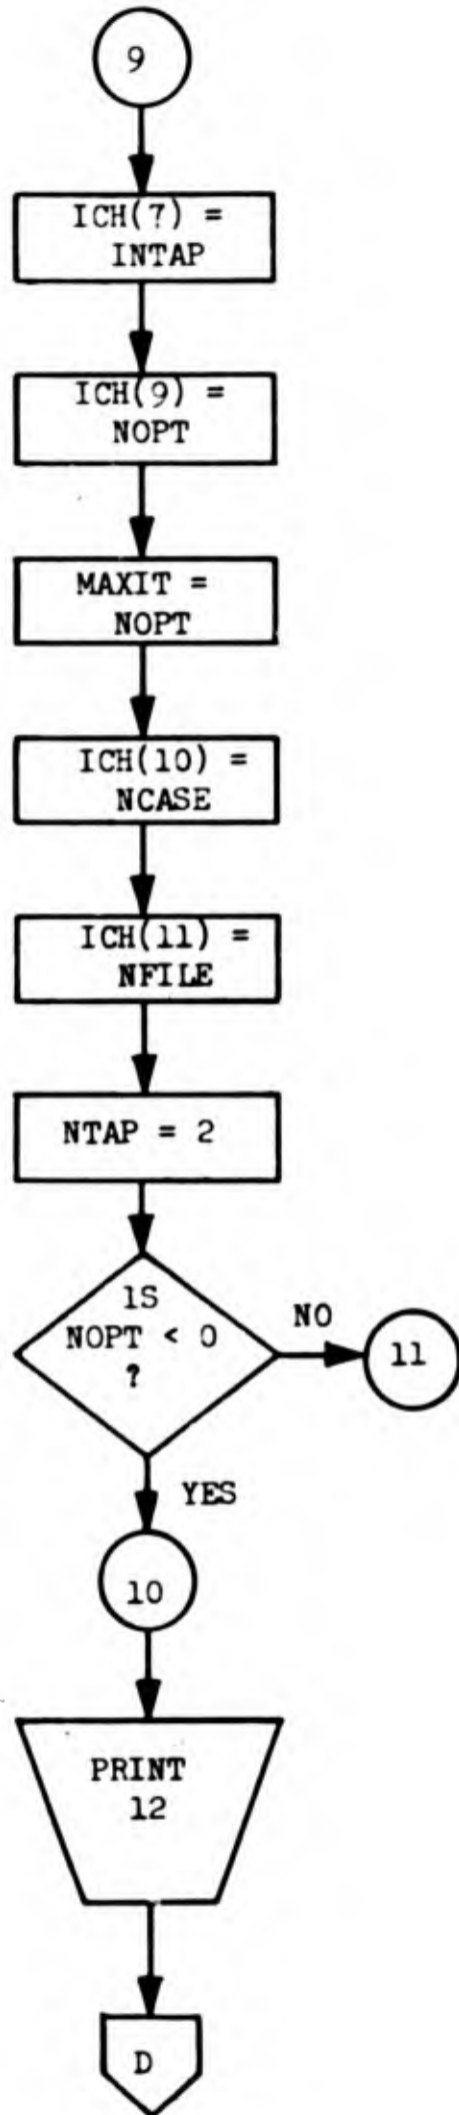 9
ICH(7) =
INTAP
ICH(9) =
NOPT
MAXIT =
NOPT
ICH(10) =
NCASE
ICH(11) =
NFILE
NTAP = 2
1S
NOPT < 0
?
NO
11
YES
10
PRINT
12
D